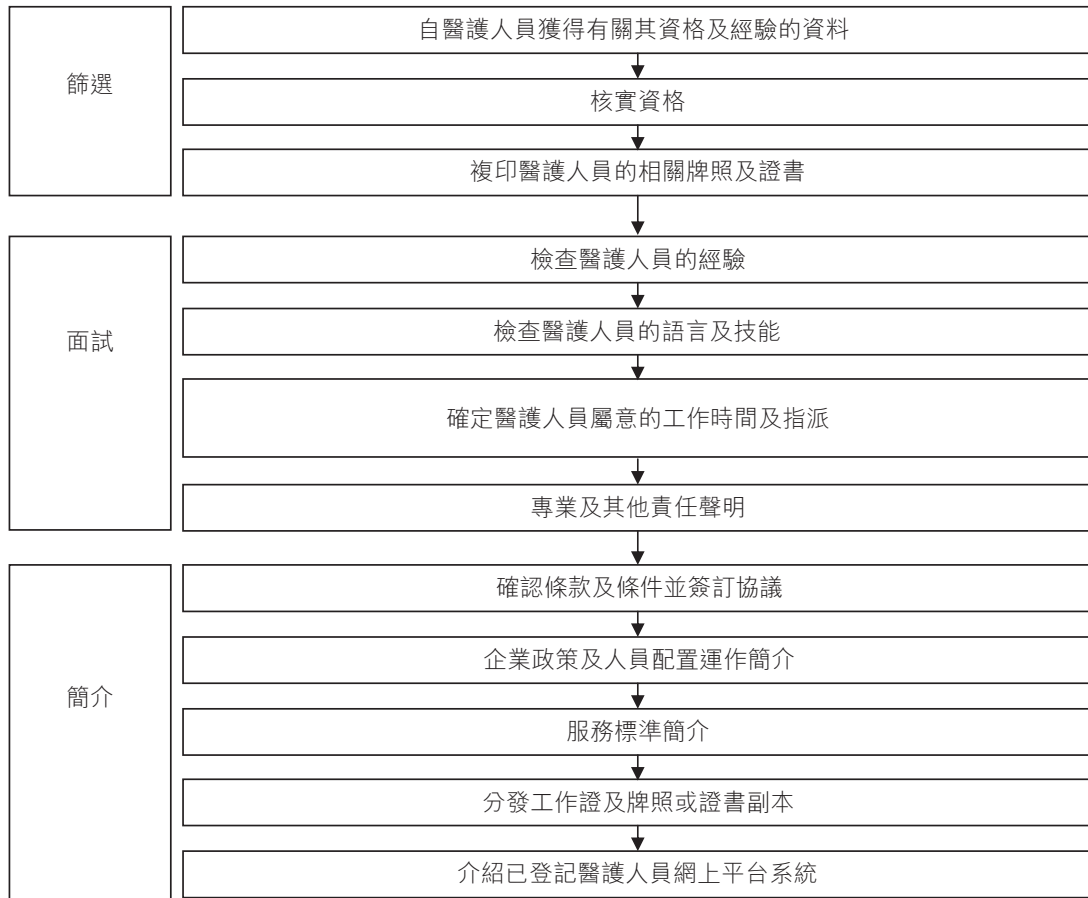 篩選
自醫護人員獲得有關其資格及經驗的資料
核實資格
複印醫護人員的相關牌照及證書
面試
檢查醫護人員的經驗
檢查醫護人員的語言及技能
確定醫護人員屬意的工作時間及指派
專業及其他責任聲明
簡介
確認條款及條件並簽訂協議
企業政策及人員配置運作簡介
服務標準簡介
分發工作證及牌照或證書副本
介紹已登記醫護人員網上平台系統